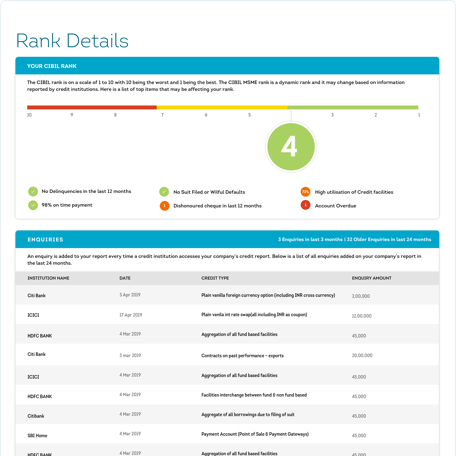 Rank Details
YOUR CIBIL RANK
The CIBIL rank is on a scale of 1 to 10 with 10 being the worst and 1 being the best. The CIBIL MSME rank is a dynamic rank and it may change based on information
reported by credit institutions. Here is a list of top items that may be affecting your rank.
10 9 8 7 6 5 3 2 1
4
No Delinquencies in the last 12 months No Suit Filed or Wilful Defaults High utilisation of Credit facilities
98% on time payment 1 Dishonoured cheque in last 12 months 1 Account Overdue
ENQUIRIES 3 Enquiries in last 3 months | 31 Older Enquiries in last 24 months
An enquiry is added to your report every time a credit institution accesses your company's credit report. Below is a list of all enquiries added on your company's report in
the last 24 months.
INSTITUTION NAME DATE CREDIT TYPE ENQUIRY AMOUNT
Citi Bank 3 Apr 2019 Plain vanilla foreign currency option (including INR cross currency) 2,00,000
ICICI 17 Apr 2019 Plain vanila int rate swap(all including INR as coupon) 12,00,000
HDFC BANK 4 Mar 2019 Aggregation of all fund based facilities 45,000
Citi Bank 3 mar 2019 Contracts on past performance - exports 20,00,000
ICICI 4 Mar 2019 Aggregation of all fund based facilities 45,000
HDFC BANK 4 Mar 2019 Facilities interchange between fund & non fund based 45,000
Citibank 4 Mar 2019 Aggregate of all borrowings due to filing of suit 45,000
SBI Home 4 Mar 2019 Payment Account (Point of Sale & Payment Gateways) 45,000
HDFC BANK 4 Mar 2019 Aggregation of all fund based facilities 45,000